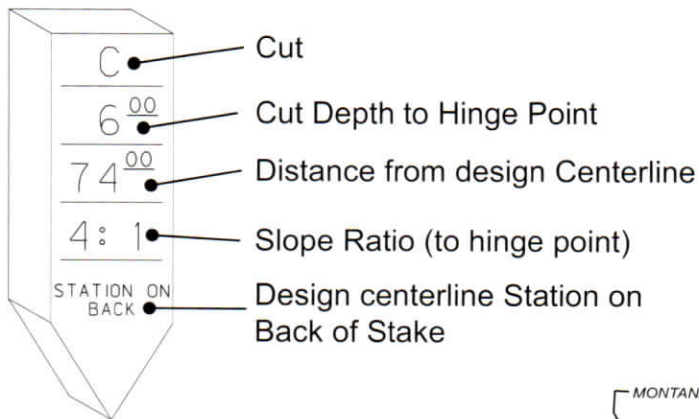 C
Cut
6 00
Cut Depth to Hinge Point
74 00
Distance from design Centerline
4: 1
Slope Ratio (to hinge point)
STATION ON
BACK
Design centerline Station on
Back of Stake
MONTAN